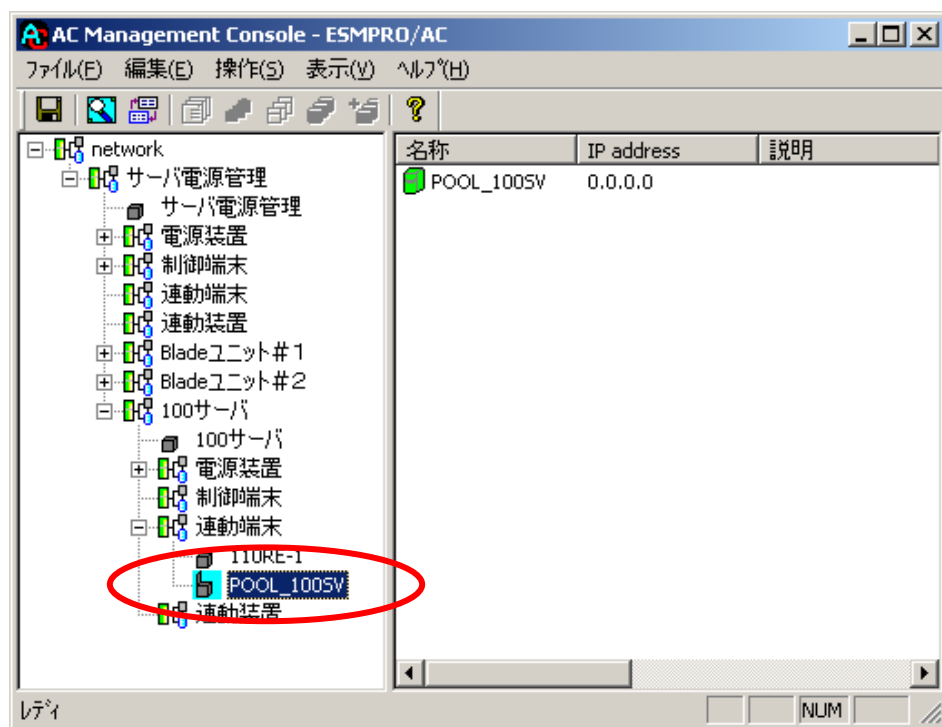 AC Management Console - ESMPRO/AC
ﾌｧｲﾙ(F) 編集(E) 操作(S) 表示(V) ﾍﾙﾌﾟ(H)
名称 IP address 説明
POOL_100SV 0.0.0.0
network
サーバ電源管理
サーバ電源管理
電源装置
制御端末
連動端末
連動装置
Bladeユニット＃１
Bladeユニット＃２
100サーバ
100サーバ
電源装置
制御端末
連動端末
110RE-1
POOL_100SV
連動装置
ﾚﾃﾞｨ NUM